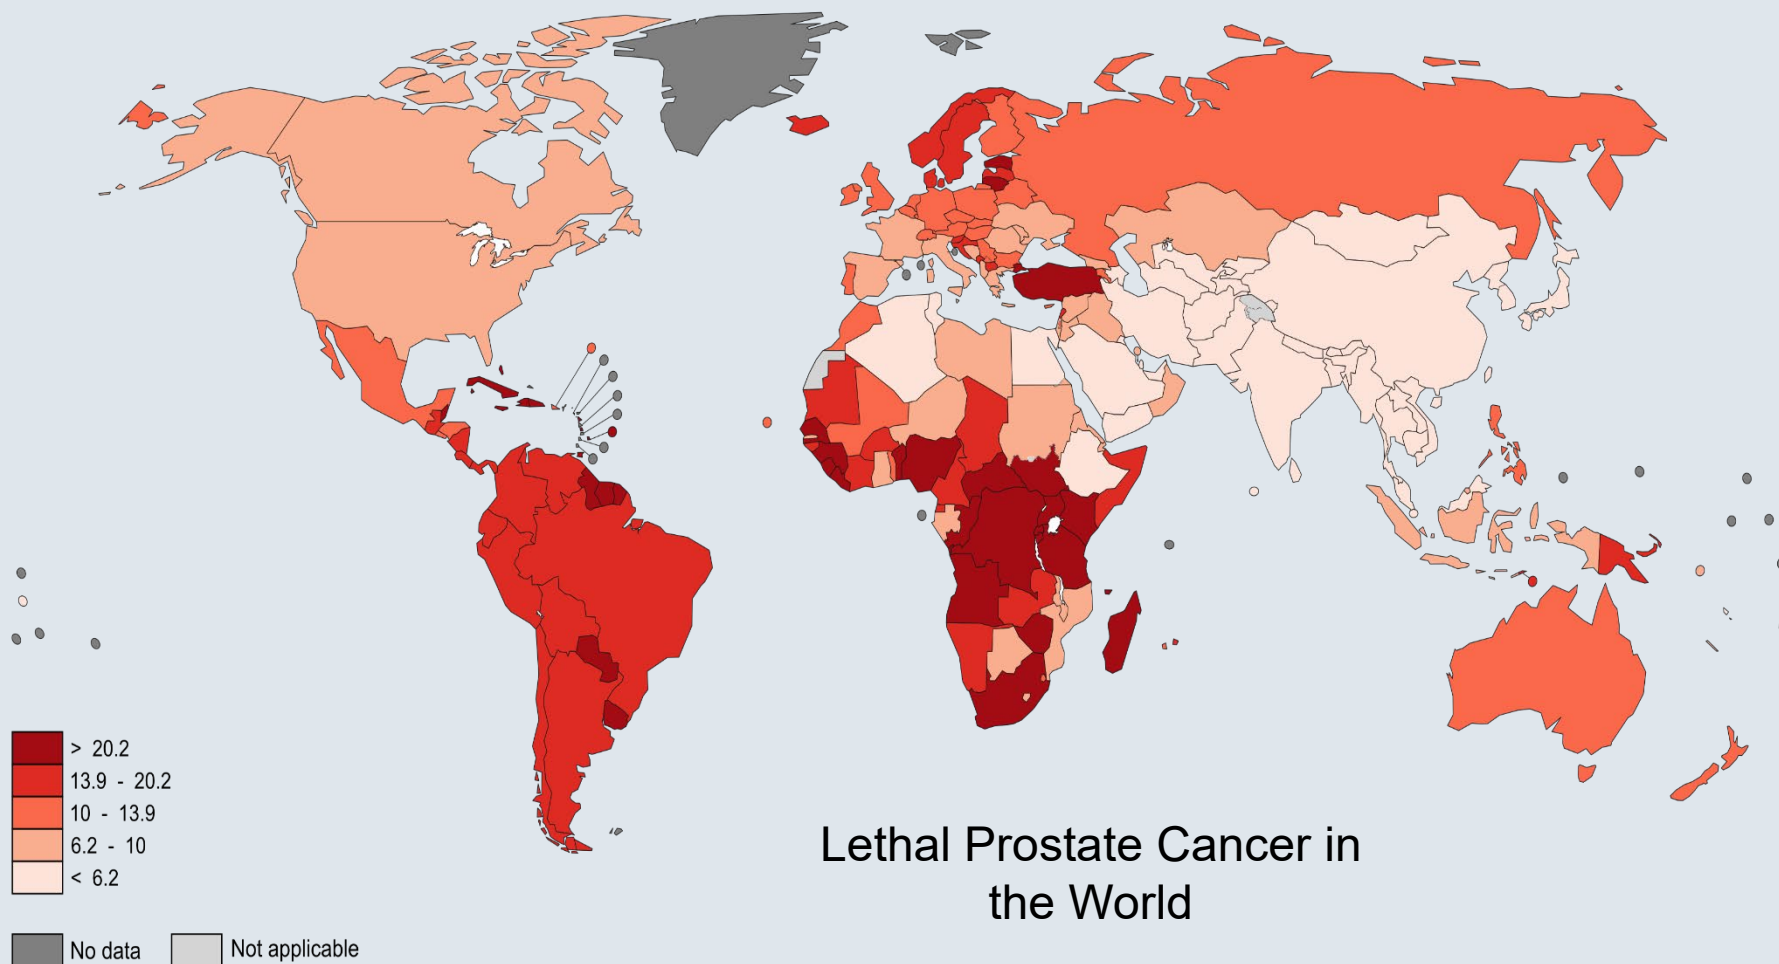 > 20.2
13.9 - 20.2
10 - 13.9
6.2 - 10
< 6.2
No data
Not applicable
Lethal Prostate Cancer in
the World